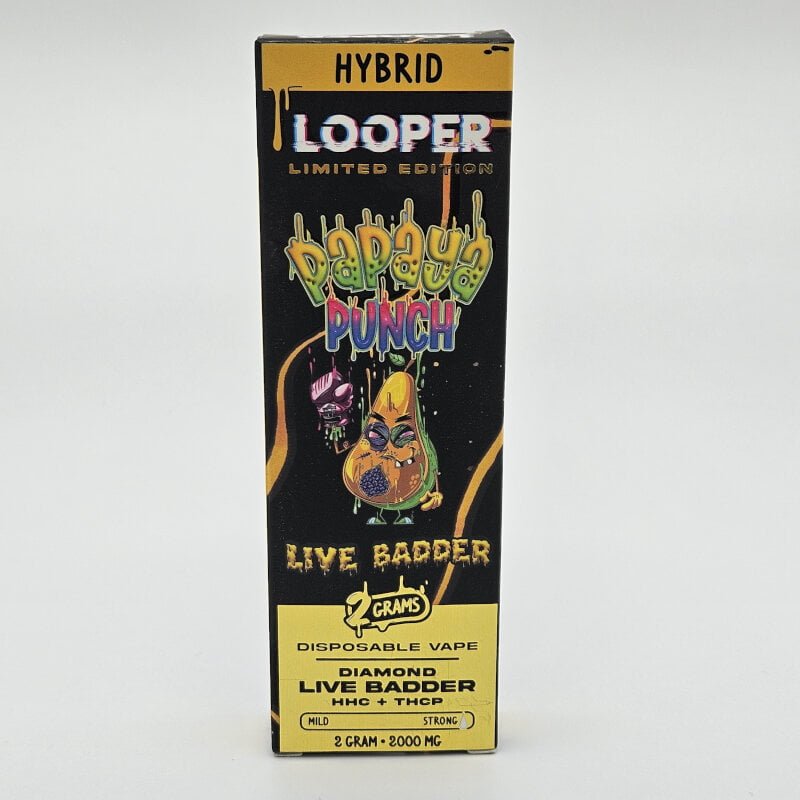 HYBRID
LOOPER
LIMITED EDITION
PAPAYA
PUNCH
LIVE BADDER
2 GRAMS
DISPOSABLE VAPE
DIAMOND
LIVE BADDER
HHC + THCP
MILD STRONG
2 GRAM • 2000 MG